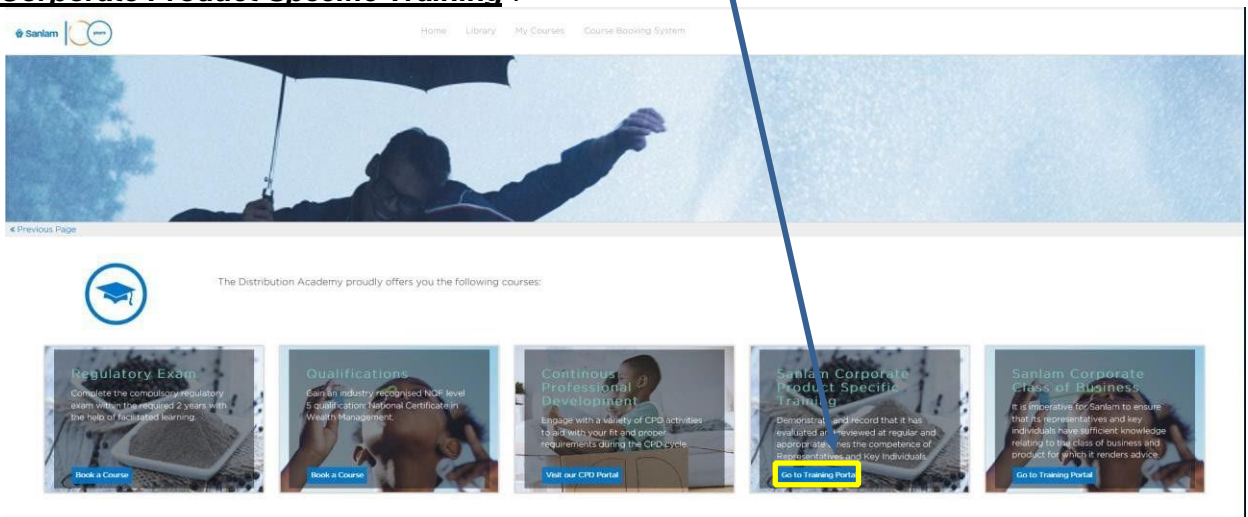 Corporate Product Specific Training .
Sanlam years
Home Library My Courses Course Booking System
« Previous Page
The Distribution Academy proudly offers you the following courses:
Regulatory Exam
Complete the compulsory regulatory
exam within the required 2 years with
the help of facilitated learning.
Book a Course
Qualifications
Gain an industry recognised NQF level
5 qualification: National Certificate in
Wealth Management.
Book a Course
Continous
Professional
Development
Engage with a variety of CPD activities
to aid with your fit and proper
requirements during the CPD cycle.
Visit our CPD Portal
Sanlam Corporate
Product Specific
Training
Demonstrate and record that it has
evaluated and reviewed at regular and
appropriate times the competence of
Representatives and Key Individuals.
Go to Training Portal
Sanlam Corporate
Class of Business
It is imperative for Sanlam to ensure
that its representatives and key
individuals have sufficient knowledge
relating to the class of business and
product for which it renders advice.
Go to Training Portal